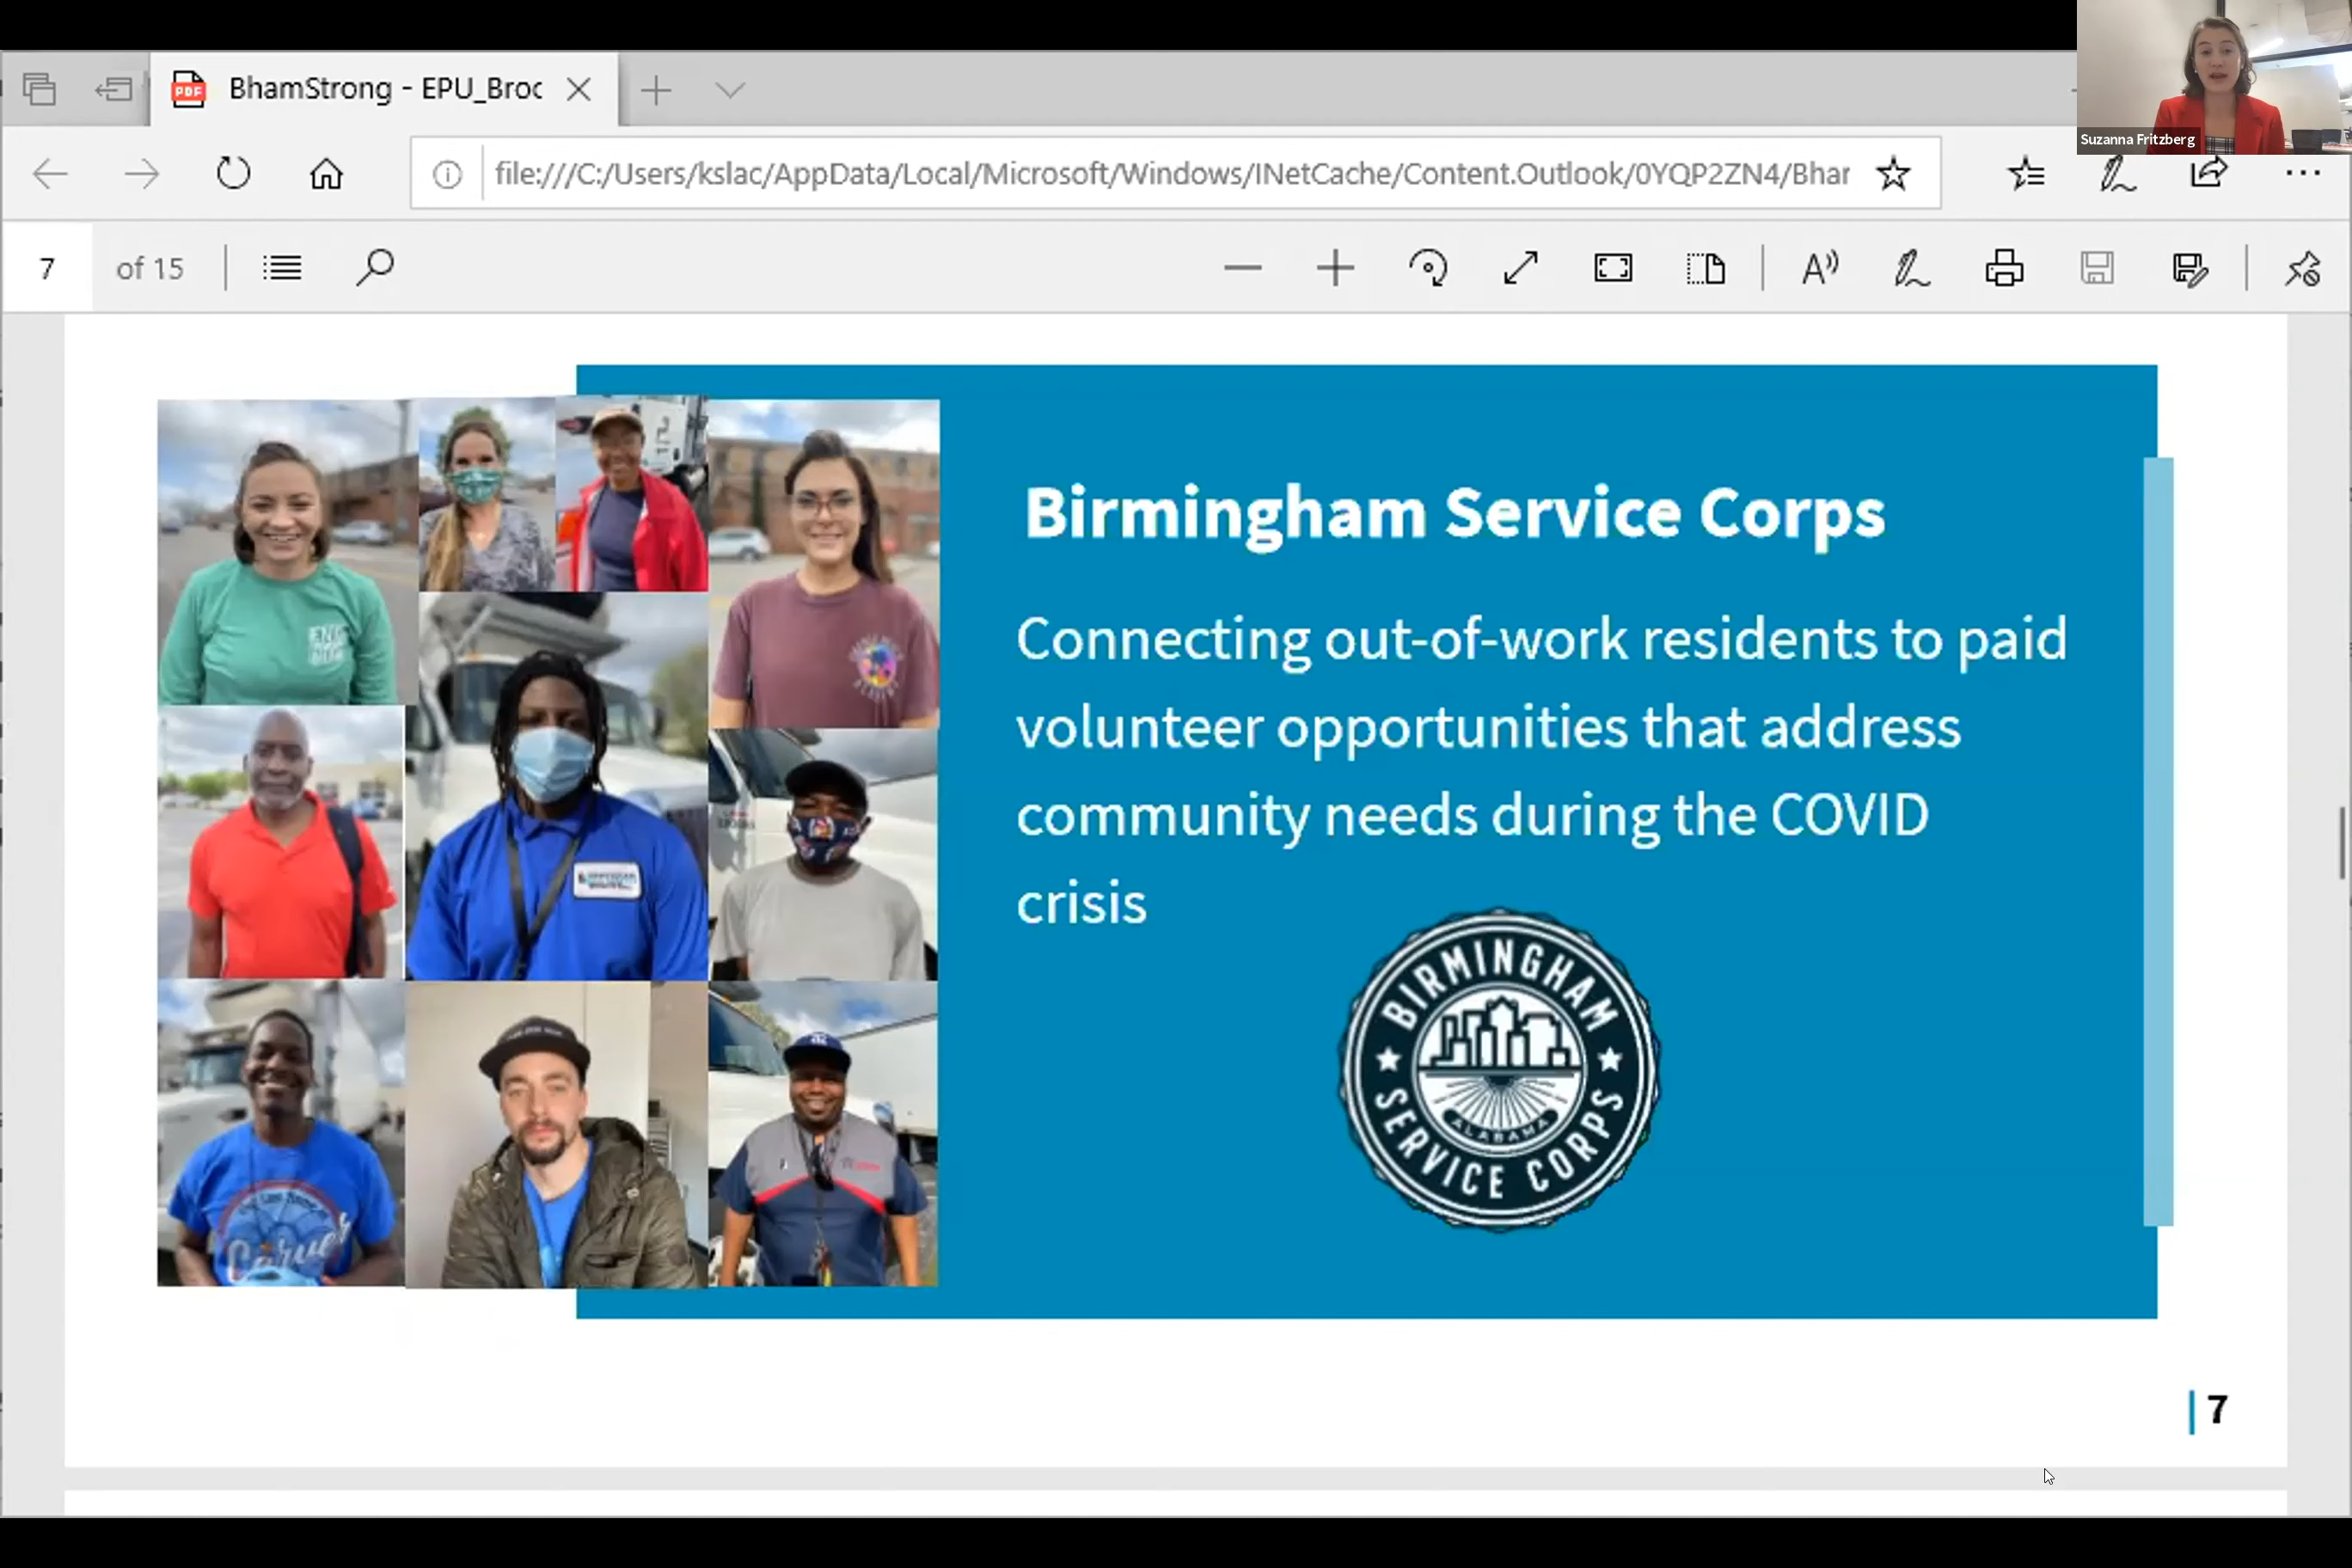 BhamStrong - EPU_Broc
Suzanna Fritzberg
file:///C:/Users/kslac/AppData/Local/Microsoft/Windows/INetCache/Content.Outlook/0YQP2ZN4/Bhar
7 of 15
Birmingham Service Corps
Connecting out-of-work residents to paid
volunteer opportunities that address
community needs during the COVID
crisis
BIRMINGHAM
ALABAMA
SERVICE CORPS
Carver
7